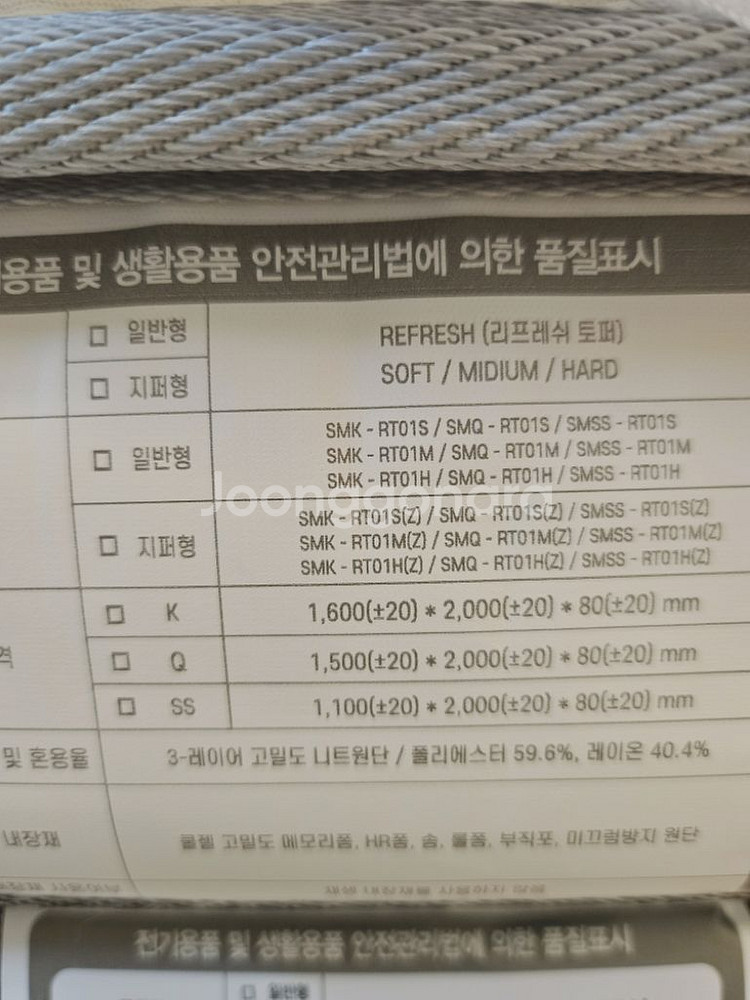 용품 및 생활용품 안전관리법에 의한 품질표시
□ 일반형
□ 지퍼형
REFRESH (리프레쉬 토퍼)
SOFT / MIDIUM / HARD
□ 일반형
SMK - RT01S / SMQ - RT01S / SMSS - RT01S
SMK - RT01M / SMQ - RT01M / SMSS - RT01M
SMK - RT01H / SMQ - RT01H / SMSS - RT01H
Joonggonara
□ 지퍼형
SMK - RT01S(Z) / SMQ - RT01S(Z) / SMSS - RT01S(Z)
SMK - RT01M(Z) / SMQ - RT01M(Z) / SMSS - RT01M(Z)
SMK - RT01H(Z) / SMQ - RT01H(Z) / SMSS - RT01H(Z)
격
□ K 1,600(±20) * 2,000(±20) * 80(±20) mm
□ Q 1,500(±20) * 2,000(±20) * 80(±20) mm
□ SS 1,100(±20) * 2,000(±20) * 80(±20) mm
및 혼용율 3-레이어 고밀도 니트원단 / 폴리에스터 59.6%, 레이온 40.4%
내장재 쿨젤 고밀도 메모리폼, HR폼, 솜, 롤폼, 부직포, 미끄럼방지 원단
전기용품 및 생활용품 안전관리법에 의한 품질표시
□ 일반형